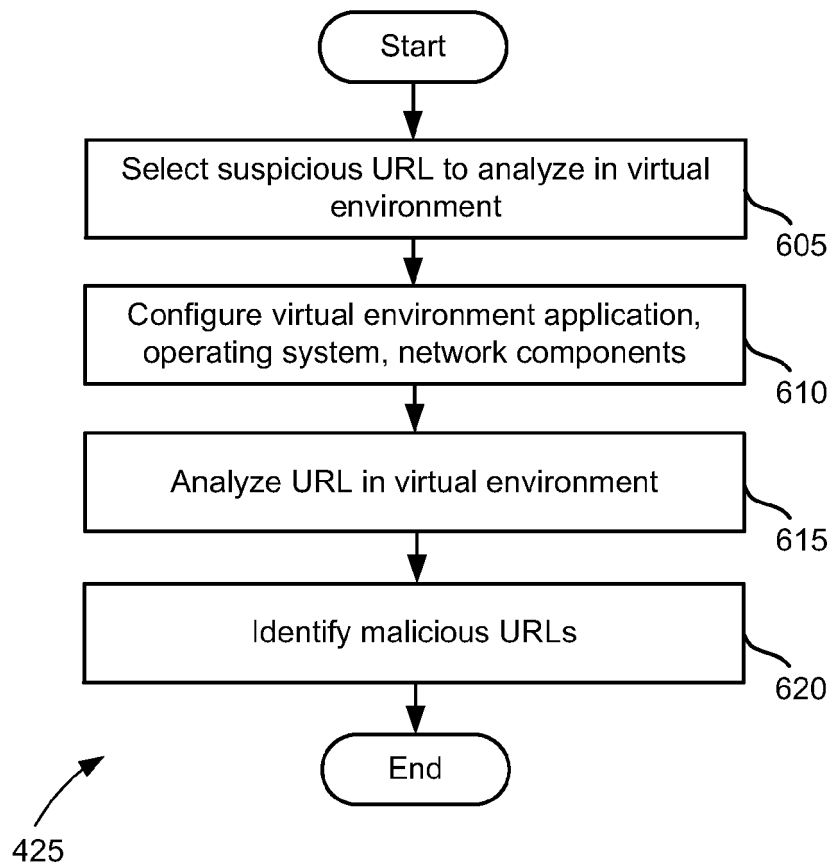 Start
Select suspicious URL to analyze in virtual
environment
605
Configure virtual environment application,
operating system, network components
610
Analyze URL in virtual environment
615
Identify malicious URLs
620
End
425